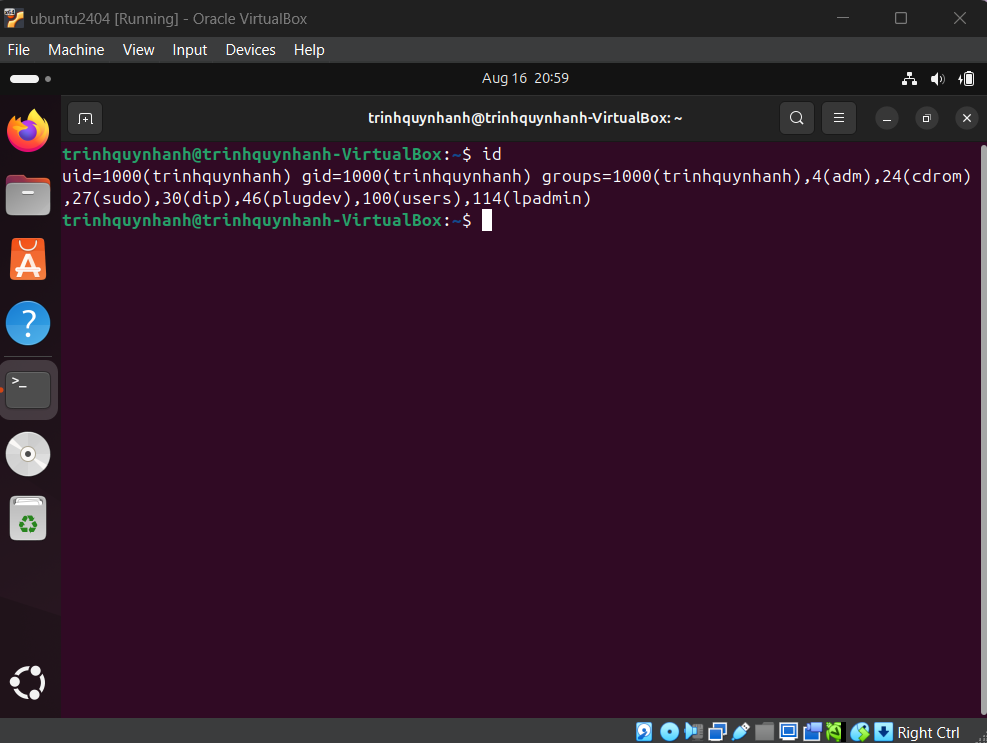 ubuntu2404 [Running] - Oracle VirtualBox
File Machine View Input Devices Help
Aug 16 20:59
trinhquynhanh@trinhquynhanh-VirtualBox: ~
trinhquynhanh@trinhquynhanh-VirtualBox:~$ id
uid=1000(trinhquynhanh) gid=1000(trinhquynhanh) groups=1000(trinhquynhanh),4(adm),24(cdrom)
,27(sudo),30(dip),46(plugdev),100(users),114(lpadmin)
trinhquynhanh@trinhquynhanh-VirtualBox:~$
Right Ctrl